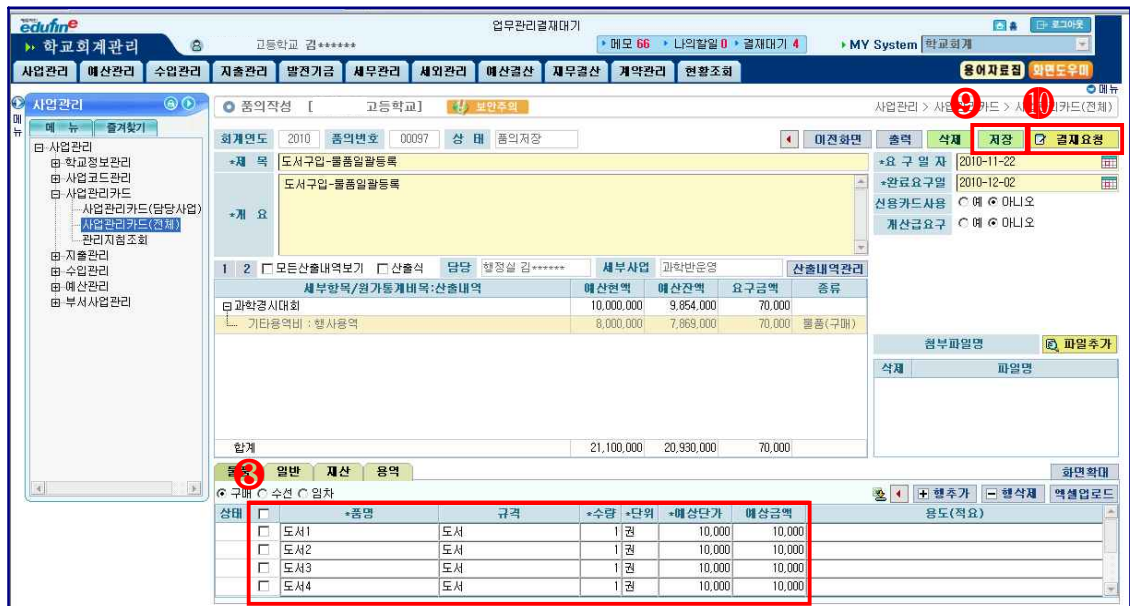 edufine 업무관리결재대기 로그아웃
학교회계관리 고등학교 김****** 메모 66 나의할일 0 결재대기 4 MY System 학교회계
사업관리 예산관리 수입관리 지출관리 발전기금 세무관리 세외관리 예산결산 재무결산 계약관리 현황조회 용어자료집 화면도우미
메뉴
사업관리
메 뉴 즐겨찾기
사업관리
학교정보관리
사업코드관리
사업관리카드
사업관리카드(담당사업)
사업관리카드(전체)
관리지침조회
지출관리
수입관리
예산관리
부서사업관리
메뉴
품의작성 [ 고등학교] 보안주의 사업관리 > 사업관리카드 > 사업관리카드(전체)
❾ ❿
회계연도 2010 품의번호 00097 상 태 품의저장 이전화면 출력 삭제 저장 결재요청
*제 목 도서구입-물품일괄등록 *요 구 일 자 2010-11-22
*개 요 도서구입-물품일괄등록 *완료요구일 2010-12-02
신용카드사용 예 아니오
계산급요구 예 아니오
1 2 모든산출내역보기 산출식 담당 행정실 김****** 세부사업 과학반운영 산출내역관리
세부항목/원가통계비목:산출내역 예산현액 예산잔액 요구금액 종류
과학경시대회 10,000,000 9,854,000 70,000
기타용역비 : 행사용역 8,000,000 7,869,000 70,000 물품(구매)
첨부파일명 파일추가
삭제 파일명
합계 21,100,000 20,930,000 70,000
❽
일반 재산 용역 화면확대
구매 수선 임차 행추가 행삭제 엑셀업로드
상태 *품명 규격 *수량 *단위 *예상단가 예상금액 용도(적요)
도서1 도서 1 권 10,000 10,000
도서2 도서 1 권 10,000 10,000
도서3 도서 1 권 10,000 10,000
도서4 도서 1 권 10,000 10,000